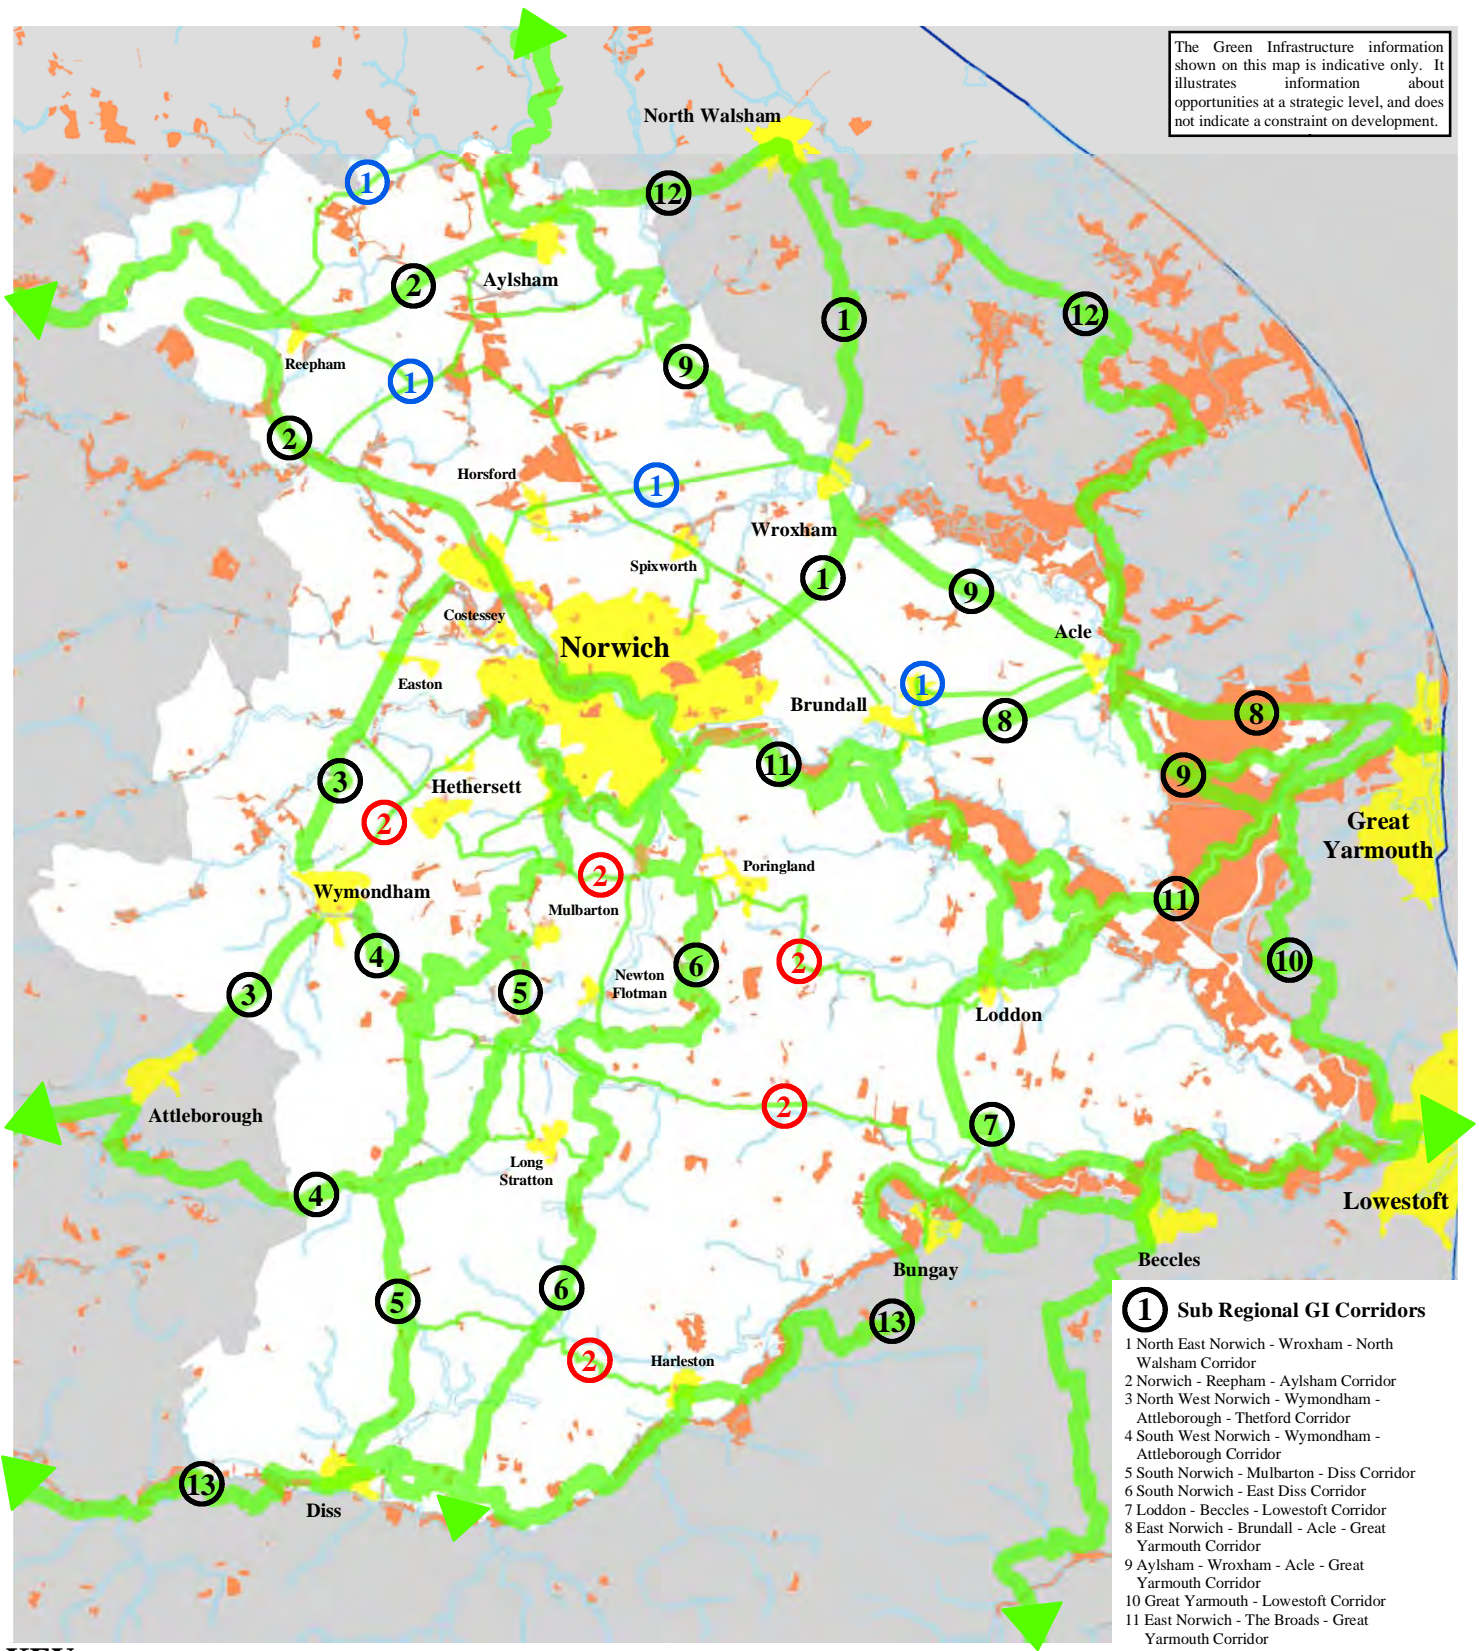 The Green Infrastructure information
shown on this map is indicative only. It
illustrates information about
opportunities at a strategic level, and does
not indicate a constraint on development.
North Walsham
1
12
2
Aylsham
1
12
9
Reepham
1
2
Horsford
1
Wroxham
Spixworth
1
9
Costessey
Acle
Norwich
Easton
1
Brundall
8
8
11
9
3
Hethersett
2
Great
Yarmouth
Poringland
2
Wymondham
Mulbarton
11
4
6
2
10
Newton
Flotman
3
5
Loddon
Attleborough
2
7
Long
Stratton
4
Lowestoft
Beccles
Bungay
6
5
13
2
Harleston
13
Diss
1 Sub Regional GI Corridors
1 North East Norwich - Wroxham - North
Walsham Corridor
2 Norwich - Reepham - Aylsham Corridor
3 North West Norwich - Wymondham -
Attleborough - Thetford Corridor
4 South West Norwich - Wymondham -
Attleborough Corridor
5 South Norwich - Mulbarton - Diss Corridor
6 South Norwich - East Diss Corridor
7 Loddon - Beccles - Lowestoft Corridor
8 East Norwich - Brundall - Acle - Great
Yarmouth Corridor
9 Aylsham - Wroxham - Acle - Great
Yarmouth Corridor
10 Great Yarmouth - Lowestoft Corridor
11 East Norwich - The Broads - Great
Yarmouth Corridor